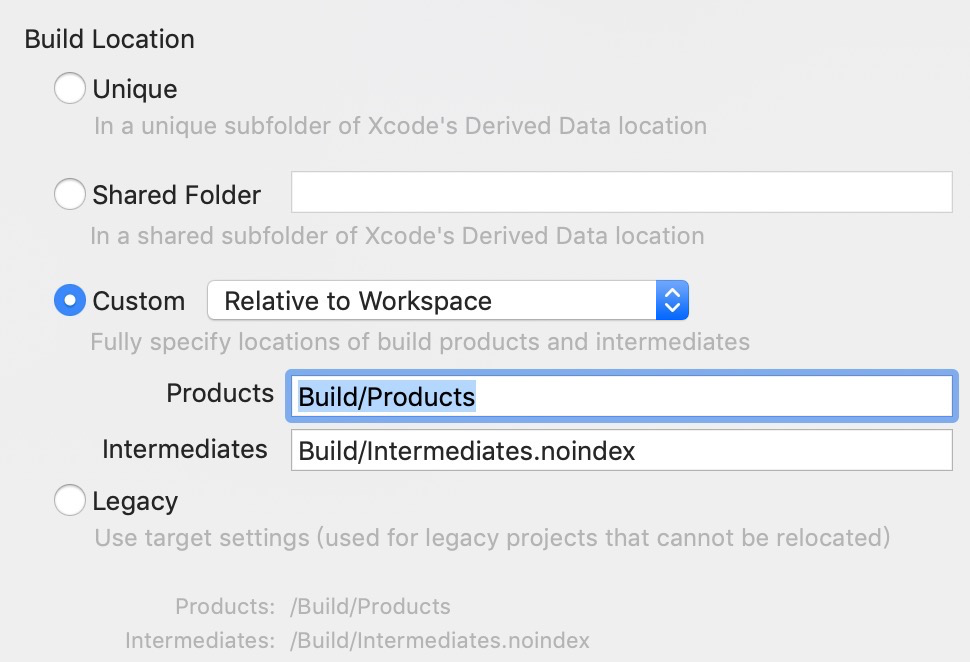 Build Location
Unique
In a unique subfolder of Xcode's Derived Data location
Shared Folder
In a shared subfolder of Xcode's Derived Data location
Custom Relative to Workspace
Fully specify locations of build products and intermediates
Products Build/Products
Intermediates Build/Intermediates.noindex
Legacy
Use target settings (used for legacy projects that cannot be relocated)
Products: /Build/Products
Intermediates: /Build/Intermediates.noindex